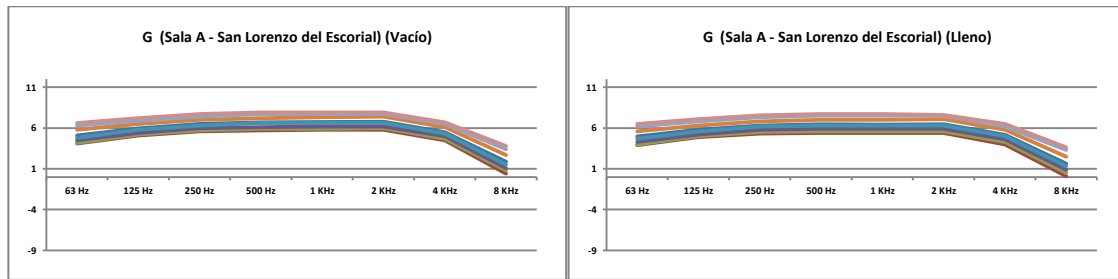 G (Sala A - San Lorenzo del Escorial) (Vacío)
11
6
1
-4
-9
63 Hz 125 Hz 250 Hz 500 Hz 1 KHz 2 KHz 4 KHz 8 KHz
G (Sala A - San Lorenzo del Escorial) (Lleno)
11
6
1
-4
-9
63 Hz 125 Hz 250 Hz 500 Hz 1 KHz 2 KHz 4 KHz 8 KHz